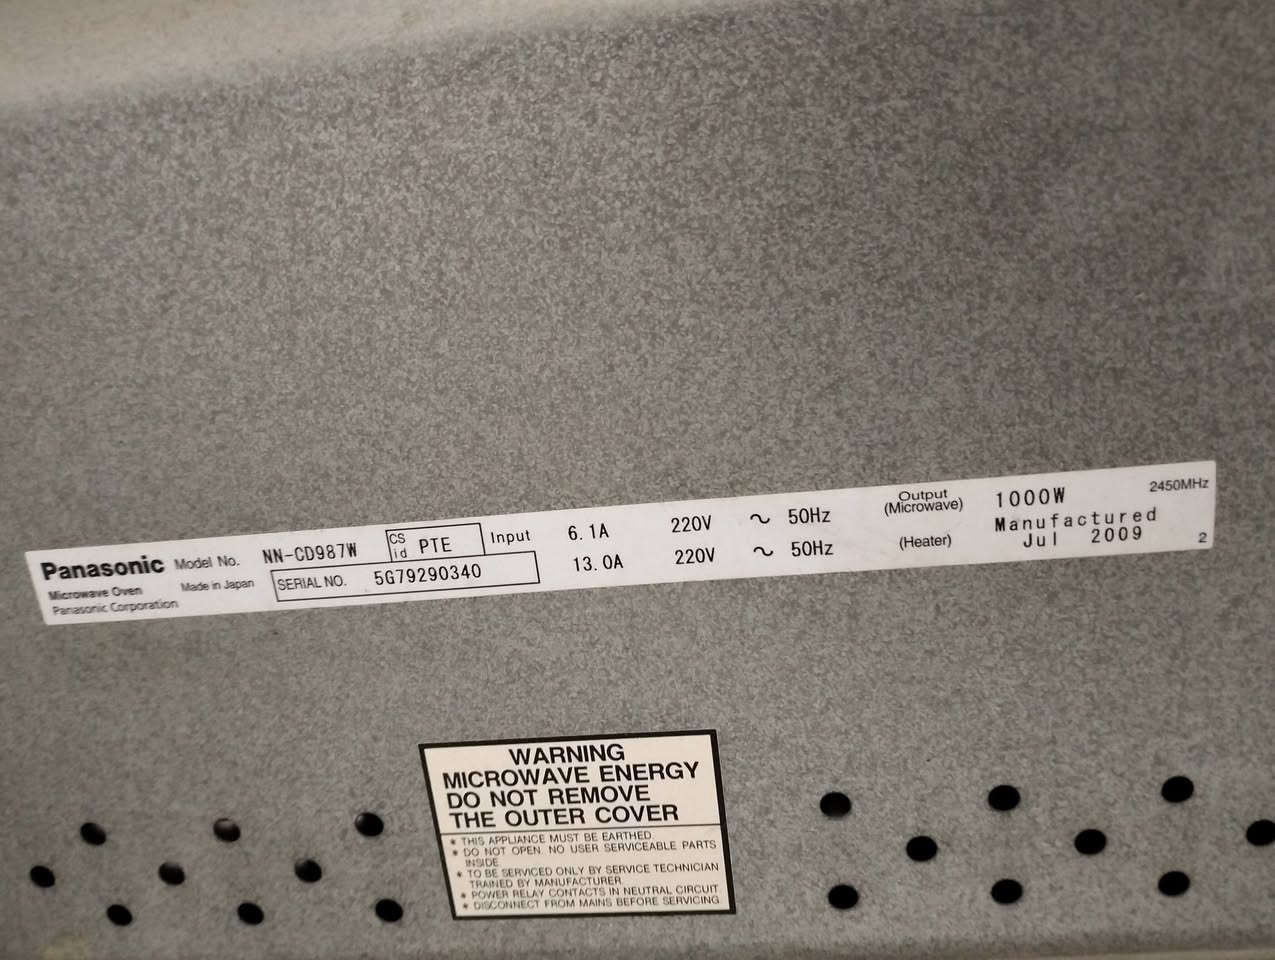 Panasonic Model No. NN-CD987W CS id PTE Input 6.1A 220V ~ 50Hz Output (Microwave) 1000W 2450MHz
Microwave Oven Made in Japan SERIAL NO. 5G79290340 13.0A 220V ~ 50Hz (Heater) Manufactured
Panasonic Corporation Jul 2009 2
WARNING
MICROWAVE ENERGY
DO NOT REMOVE
THE OUTER COVER
* THIS APPLIANCE MUST BE EARTHED.
* DO NOT OPEN. NO USER SERVICEABLE PARTS
INSIDE
* TO BE SERVICED ONLY BY SERVICE TECHNICIAN
TRAINED BY MANUFACTURER
* POWER RELAY CONTACTS IN NEUTRAL CIRCUIT
* DISCONNECT FROM MAINS BEFORE SERVICING